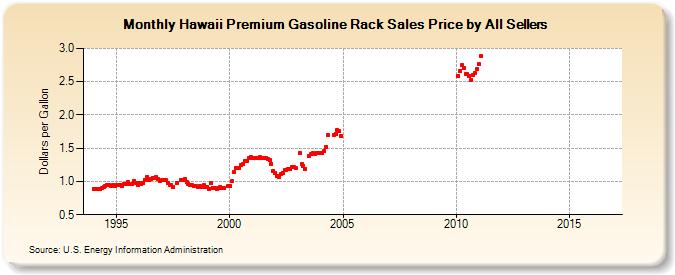 Monthly Hawaii Premium Gasoline Rack Sales Price by All Sellers
Dollars per Gallon
3.0
2.5
2.0
1.5
1.0
0.5
1995 2000 2005 2010 2015
Source: U.S. Energy Information Administration